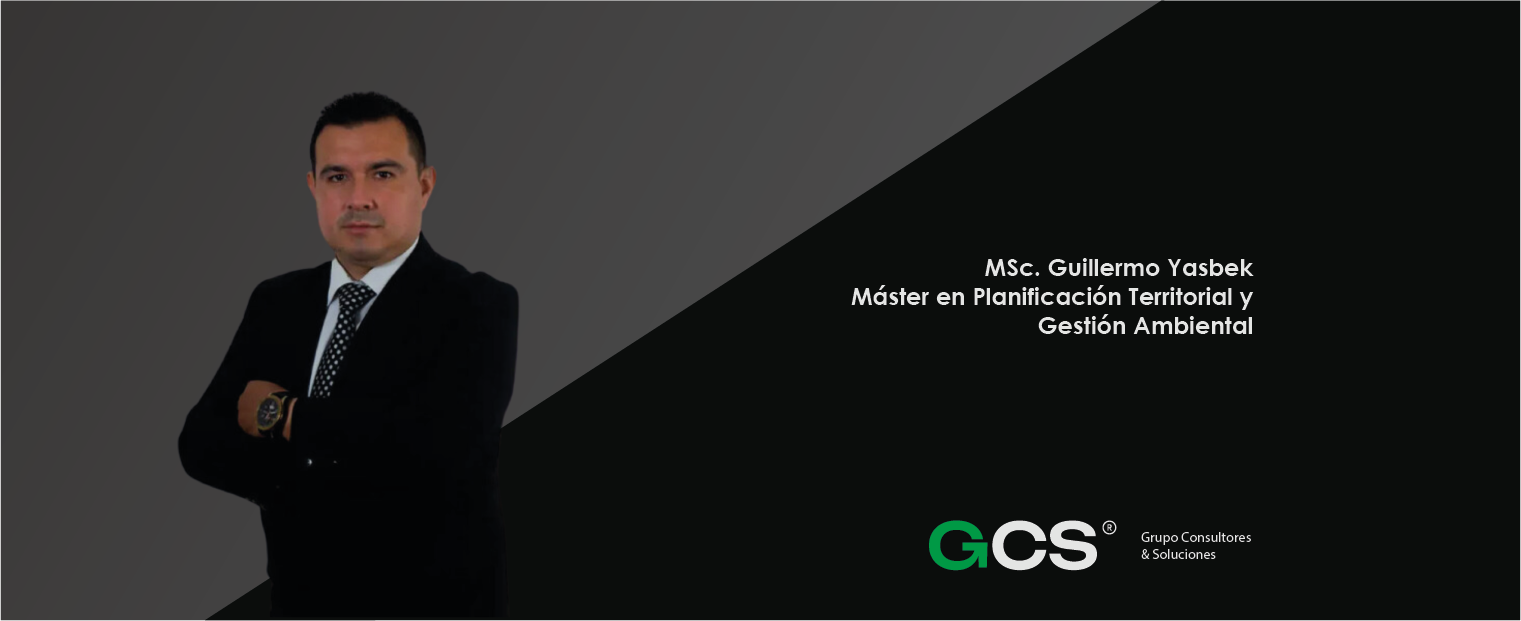 MSc. Guillermo Yasbek
Máster en Planificación Territorial y
Gestión Ambiental
GCS®
Grupo Consultores
& Soluciones